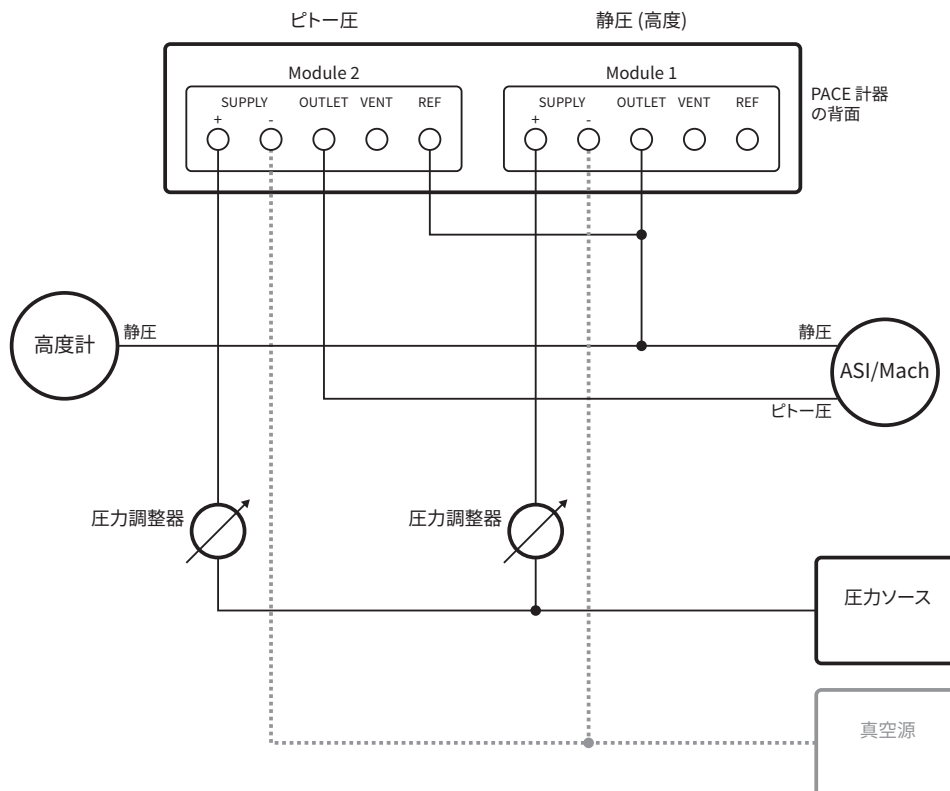 ピトー圧
静圧 (高度)
Module 2
Module 1
SUPPLY OUTLET VENT REF
+ -
SUPPLY OUTLET VENT REF
+ -
PACE 計器
の背面
高度計
静圧
静圧
ASI/Mach
ピトー圧
圧力調整器
圧力調整器
圧力ソース
真空源